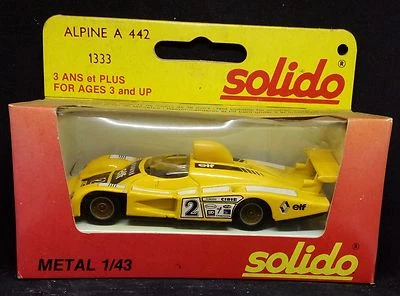 ALPINE A 442
1333
3 ANS et PLUS
FOR AGES 3 and UP
solido®
elf
CIBIE
2
elf
METAL 1/43
solido®